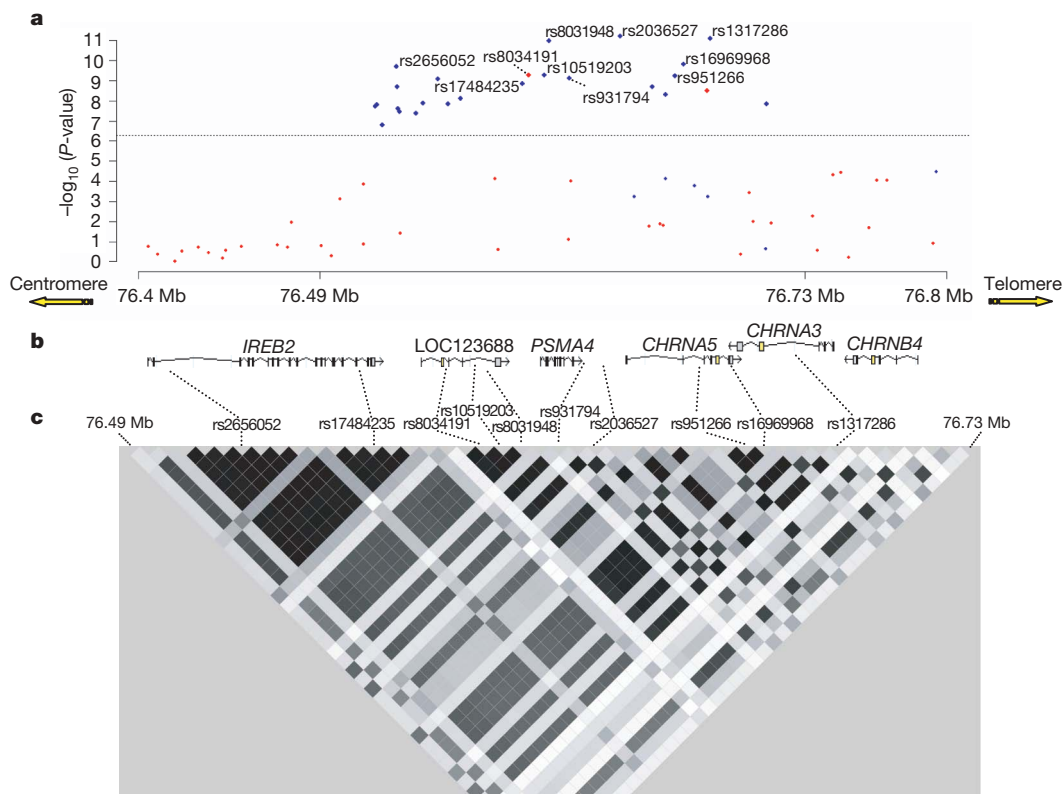 a
rs8031948 rs2036527 rs1317286
rs2656052 rs8034191 rs16969968
rs10519203 rs951266
rs17484235 rs931794
11
10
9
8
7
6
5
4
3
2
1
0
–log10 (P-value)
Centromere Telomere
76.4 Mb 76.49 Mb 76.73 Mb 76.8 Mb
b
IREB2 LOC123688 PSMA4 CHRNA5 CHRNA3 CHRNB4
c
76.49 Mb rs2656052 rs17484235 rs8034191 rs10519203 rs8031948 rs931794 rs2036527 rs951266 rs16969968 rs1317286 76.73 Mb